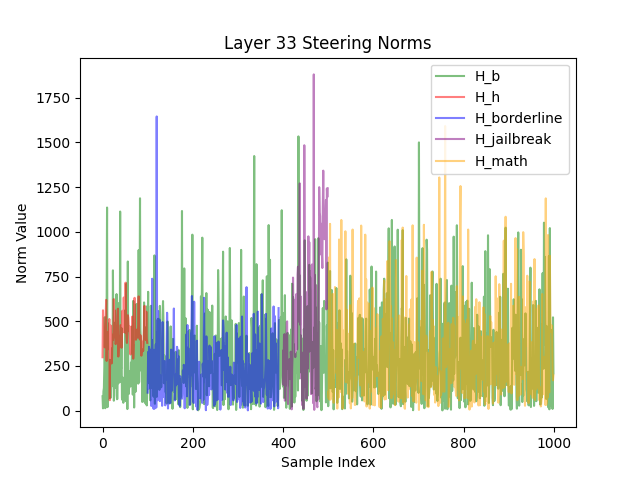 Layer 33 Steering Norms
H_b
H_h
H_borderline
H_jailbreak
H_math
Norm Value
1750
1500
1250
1000
750
500
250
0
0
200
400
600
800
1000
Sample Index